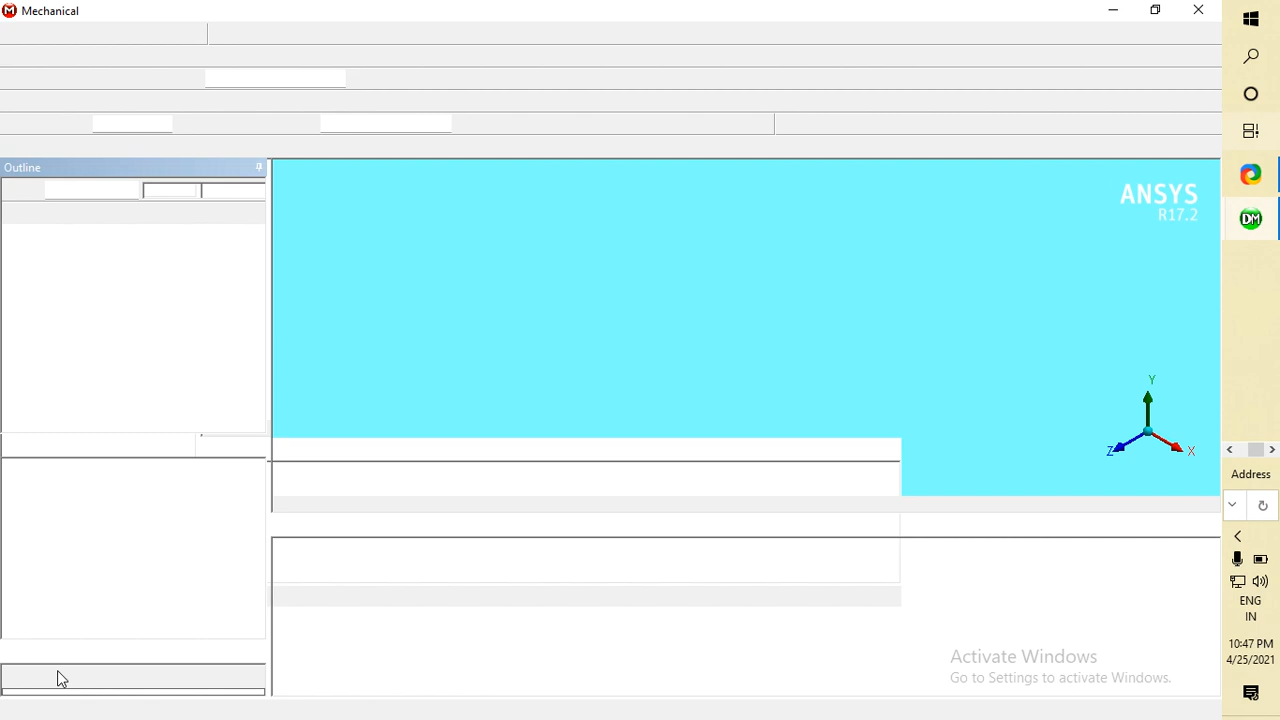 Mechanical
Outline
ANSYS
R17.2
DM
Y
Z
X
Address
ENG
IN
Activate Windows
Go to Settings to activate Windows.
10:47 PM
4/25/2021